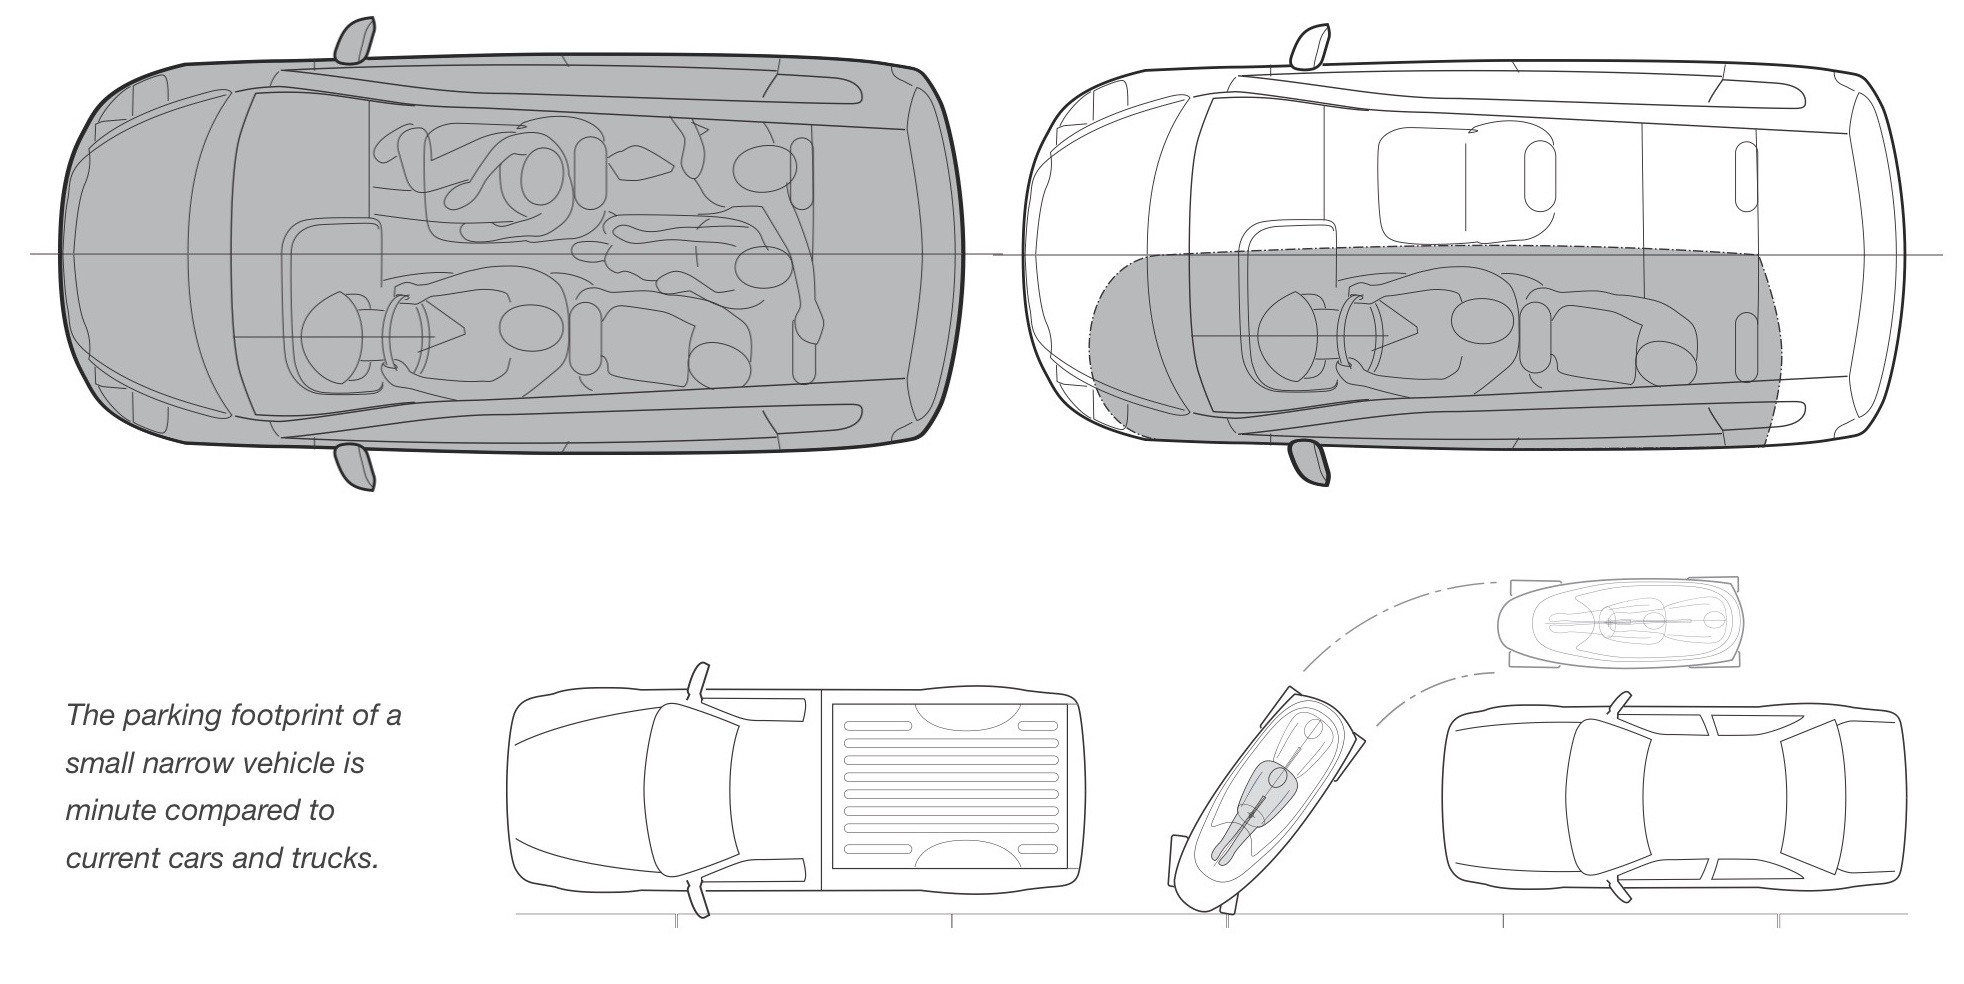 The parking footprint of a
small narrow vehicle is
minute compared to
current cars and trucks.